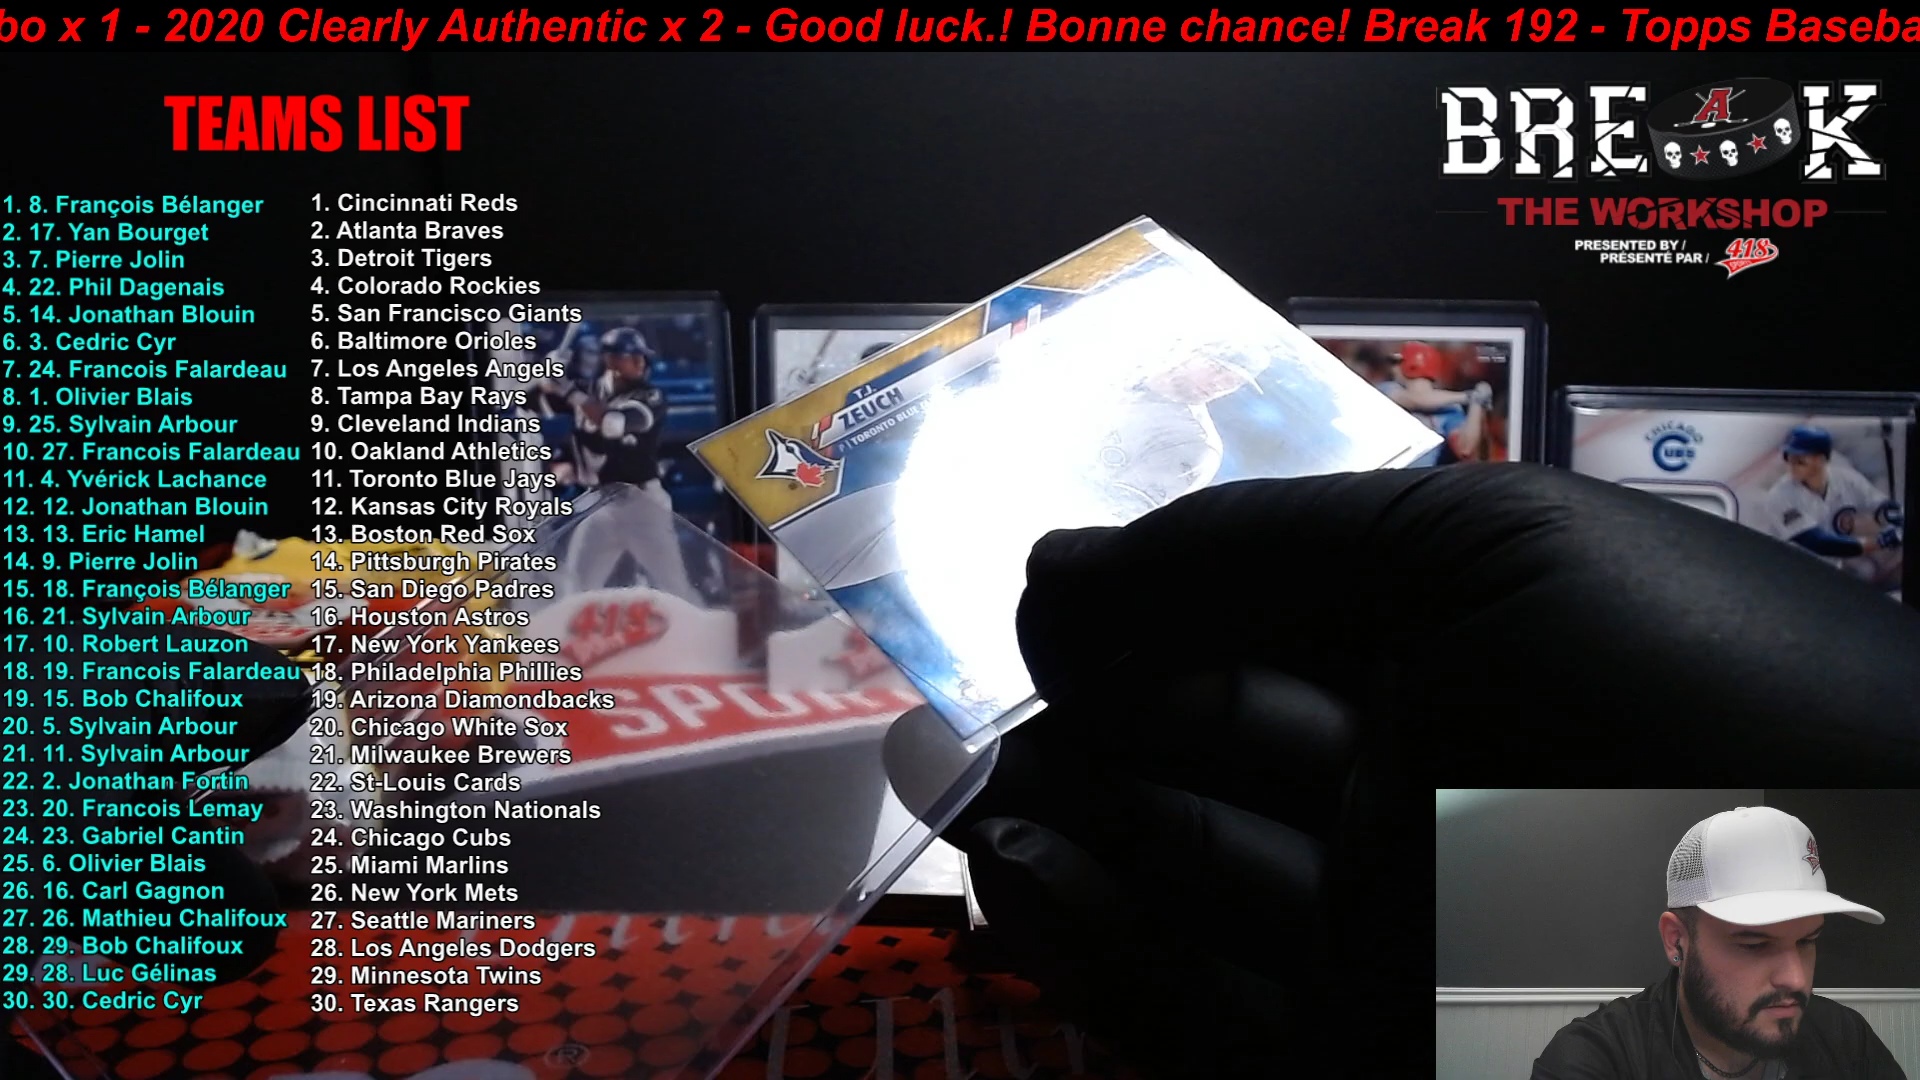 bo x 1 - 2020 Clearly Authentic x 2 - Good luck.! Bonne chance! Break 192 - Topps Baseba
TEAMS LIST
BREAK
A
THE WORKSHOP
PRESENTED BY /
PRÉSENTÉ PAR /
418
1. 8. François Bélanger
2. 17. Yan Bourget
3. 7. Pierre Jolin
4. 22. Phil Dagenais
5. 14. Jonathan Blouin
6. 3. Cedric Cyr
7. 24. Francois Falardeau
8. 1. Olivier Blais
9. 25. Sylvain Arbour
10. 27. Francois Falardeau
11. 4. Yvérick Lachance
12. 12. Jonathan Blouin
13. 13. Eric Hamel
14. 9. Pierre Jolin
15. 18. François Bélanger
16. 21. Sylvain Arbour
17. 10. Robert Lauzon
18. 19. Francois Falardeau
19. 15. Bob Chalifoux
20. 5. Sylvain Arbour
21. 11. Sylvain Arbour
22. 2. Jonathan Fortin
23. 20. Francois Lemay
24. 23. Gabriel Cantin
25. 6. Olivier Blais
26. 16. Carl Gagnon
27. 26. Mathieu Chalifoux
28. 29. Bob Chalifoux
29. 28. Luc Gélinas
30. 30. Cedric Cyr
1. Cincinnati Reds
2. Atlanta Braves
3. Detroit Tigers
4. Colorado Rockies
5. San Francisco Giants
6. Baltimore Orioles
7. Los Angeles Angels
8. Tampa Bay Rays
9. Cleveland Indians
10. Oakland Athletics
11. Toronto Blue Jays
12. Kansas City Royals
13. Boston Red Sox
14. Pittsburgh Pirates
15. San Diego Padres
16. Houston Astros
17. New York Yankees
18. Philadelphia Phillies
19. Arizona Diamondbacks
20. Chicago White Sox
21. Milwaukee Brewers
22. St-Louis Cards
23. Washington Nationals
24. Chicago Cubs
25. Miami Marlins
26. New York Mets
27. Seattle Mariners
28. Los Angeles Dodgers
29. Minnesota Twins
30. Texas Rangers
T.J.
ZEUCH
P | TORONTO BLUE
CHICAGO
CUBS
418
SPORT